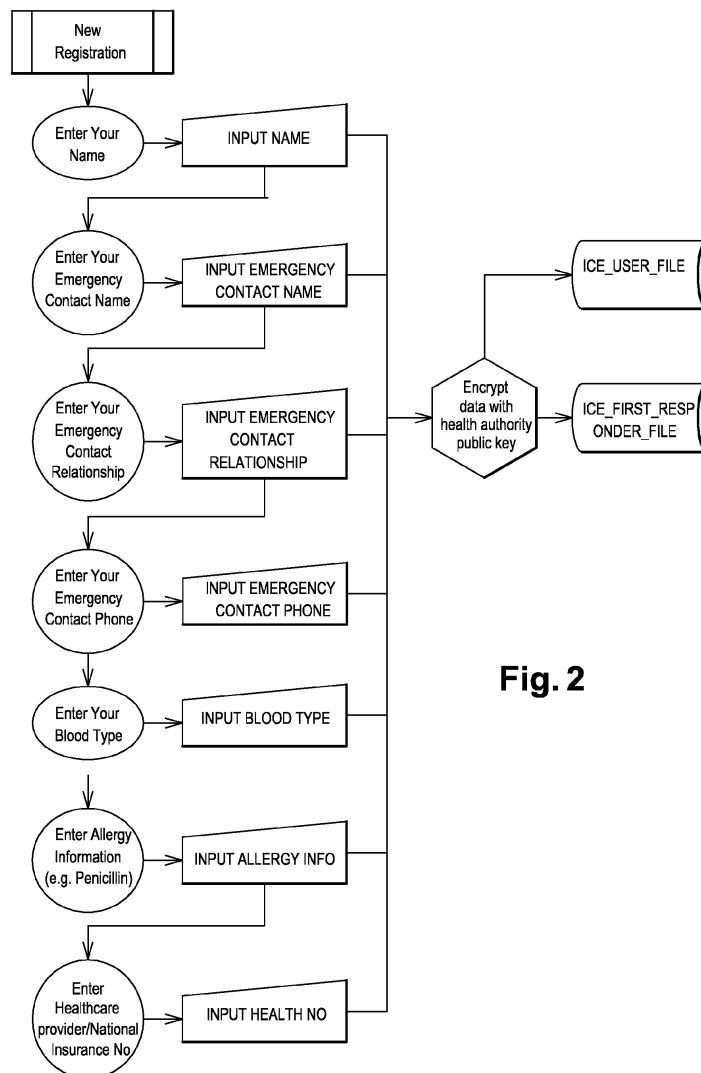 New
Registration
Enter Your
Name
INPUT NAME
Enter Your
Emergency
Contact Name
INPUT EMERGENCY
CONTACT NAME
ICE_USER_FILE
Enter Your
Emergency
Contact
Relationship
INPUT EMERGENCY
CONTACT
RELATIONSHIP
Encrypt
data with
health authority
public key
ICE_FIRST_RESP
ONDER_FILE
Enter Your
Emergency
Contact Phone
INPUT EMERGENCY
CONTACT PHONE
Fig. 2
Enter Your
Blood Type
INPUT BLOOD TYPE
Enter Allergy
Information
(e.g. Penicillin)
INPUT ALLERGY INFO
Enter
Healthcare
provider/National
Insurance No
INPUT HEALTH NO